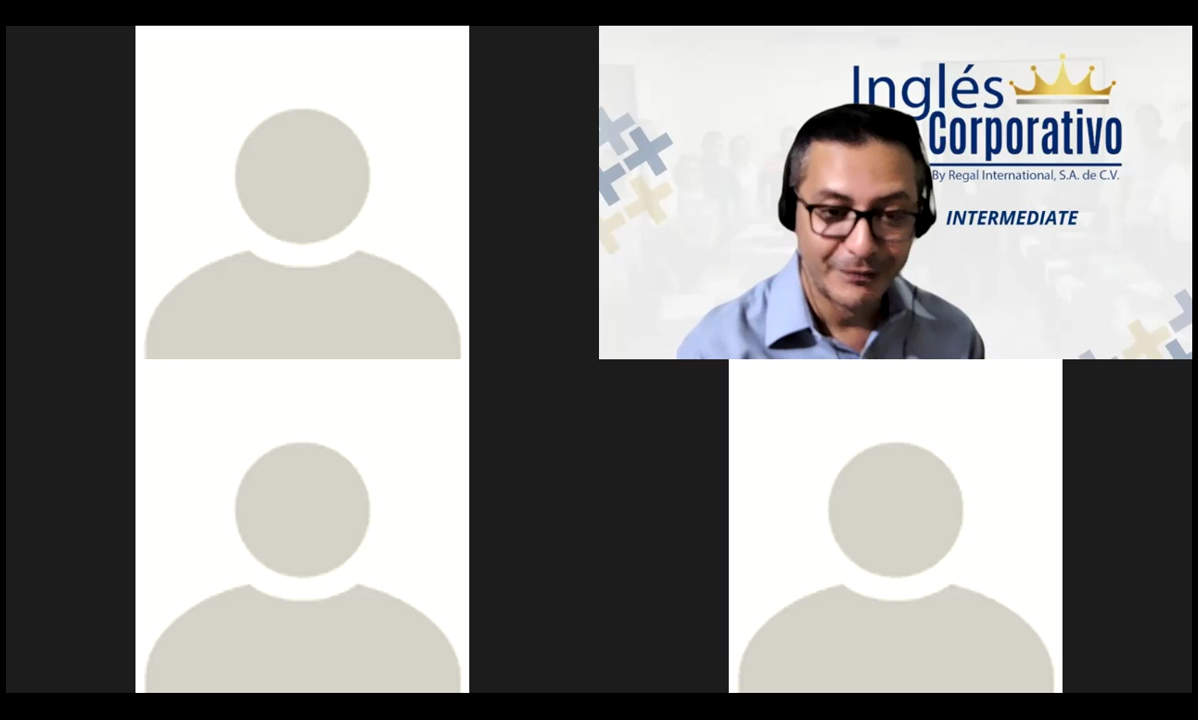 Inglés
Corporativo
By Regal International, S.A. de C.V.
INTERMEDIATE